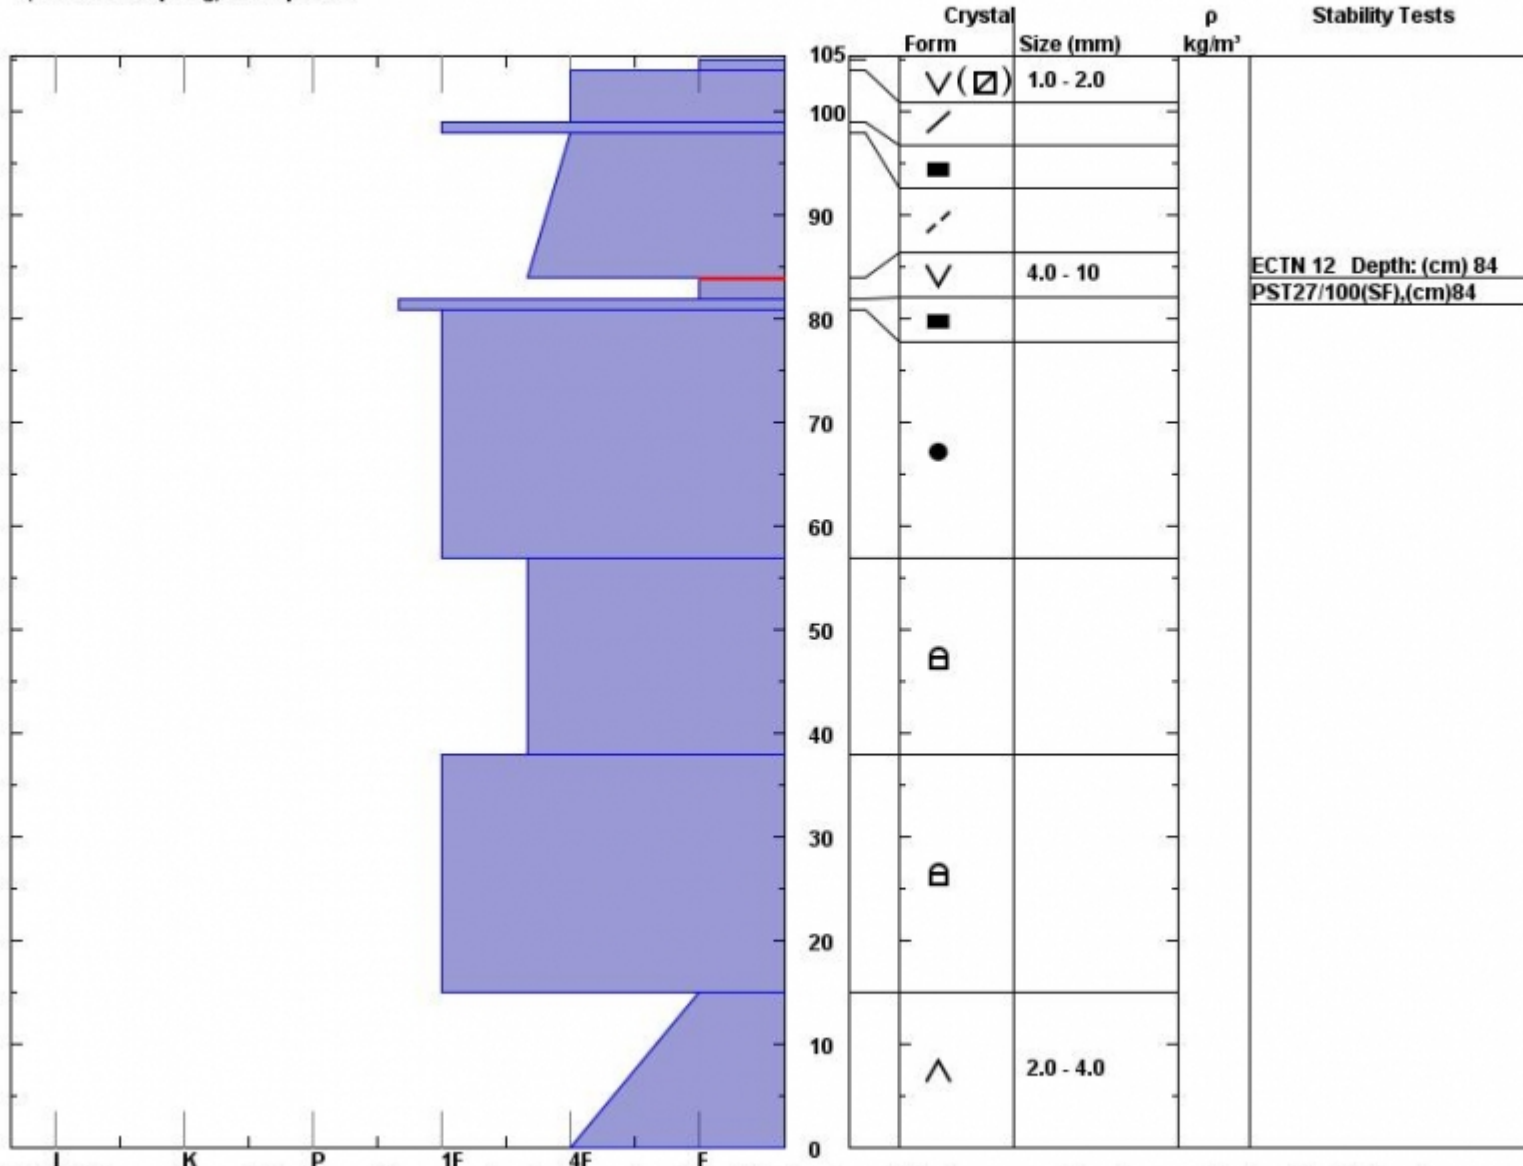 Crystal ρ Stability Tests
Form Size (mm) kg/m³
105
1.0 - 2.0
100
90
4.0 - 10
ECTN 12 Depth: (cm) 84
PST27/100(SF),(cm)84
80
70
60
50
40
30
20
10
2.0 - 4.0
0
I K P 1F 4F F